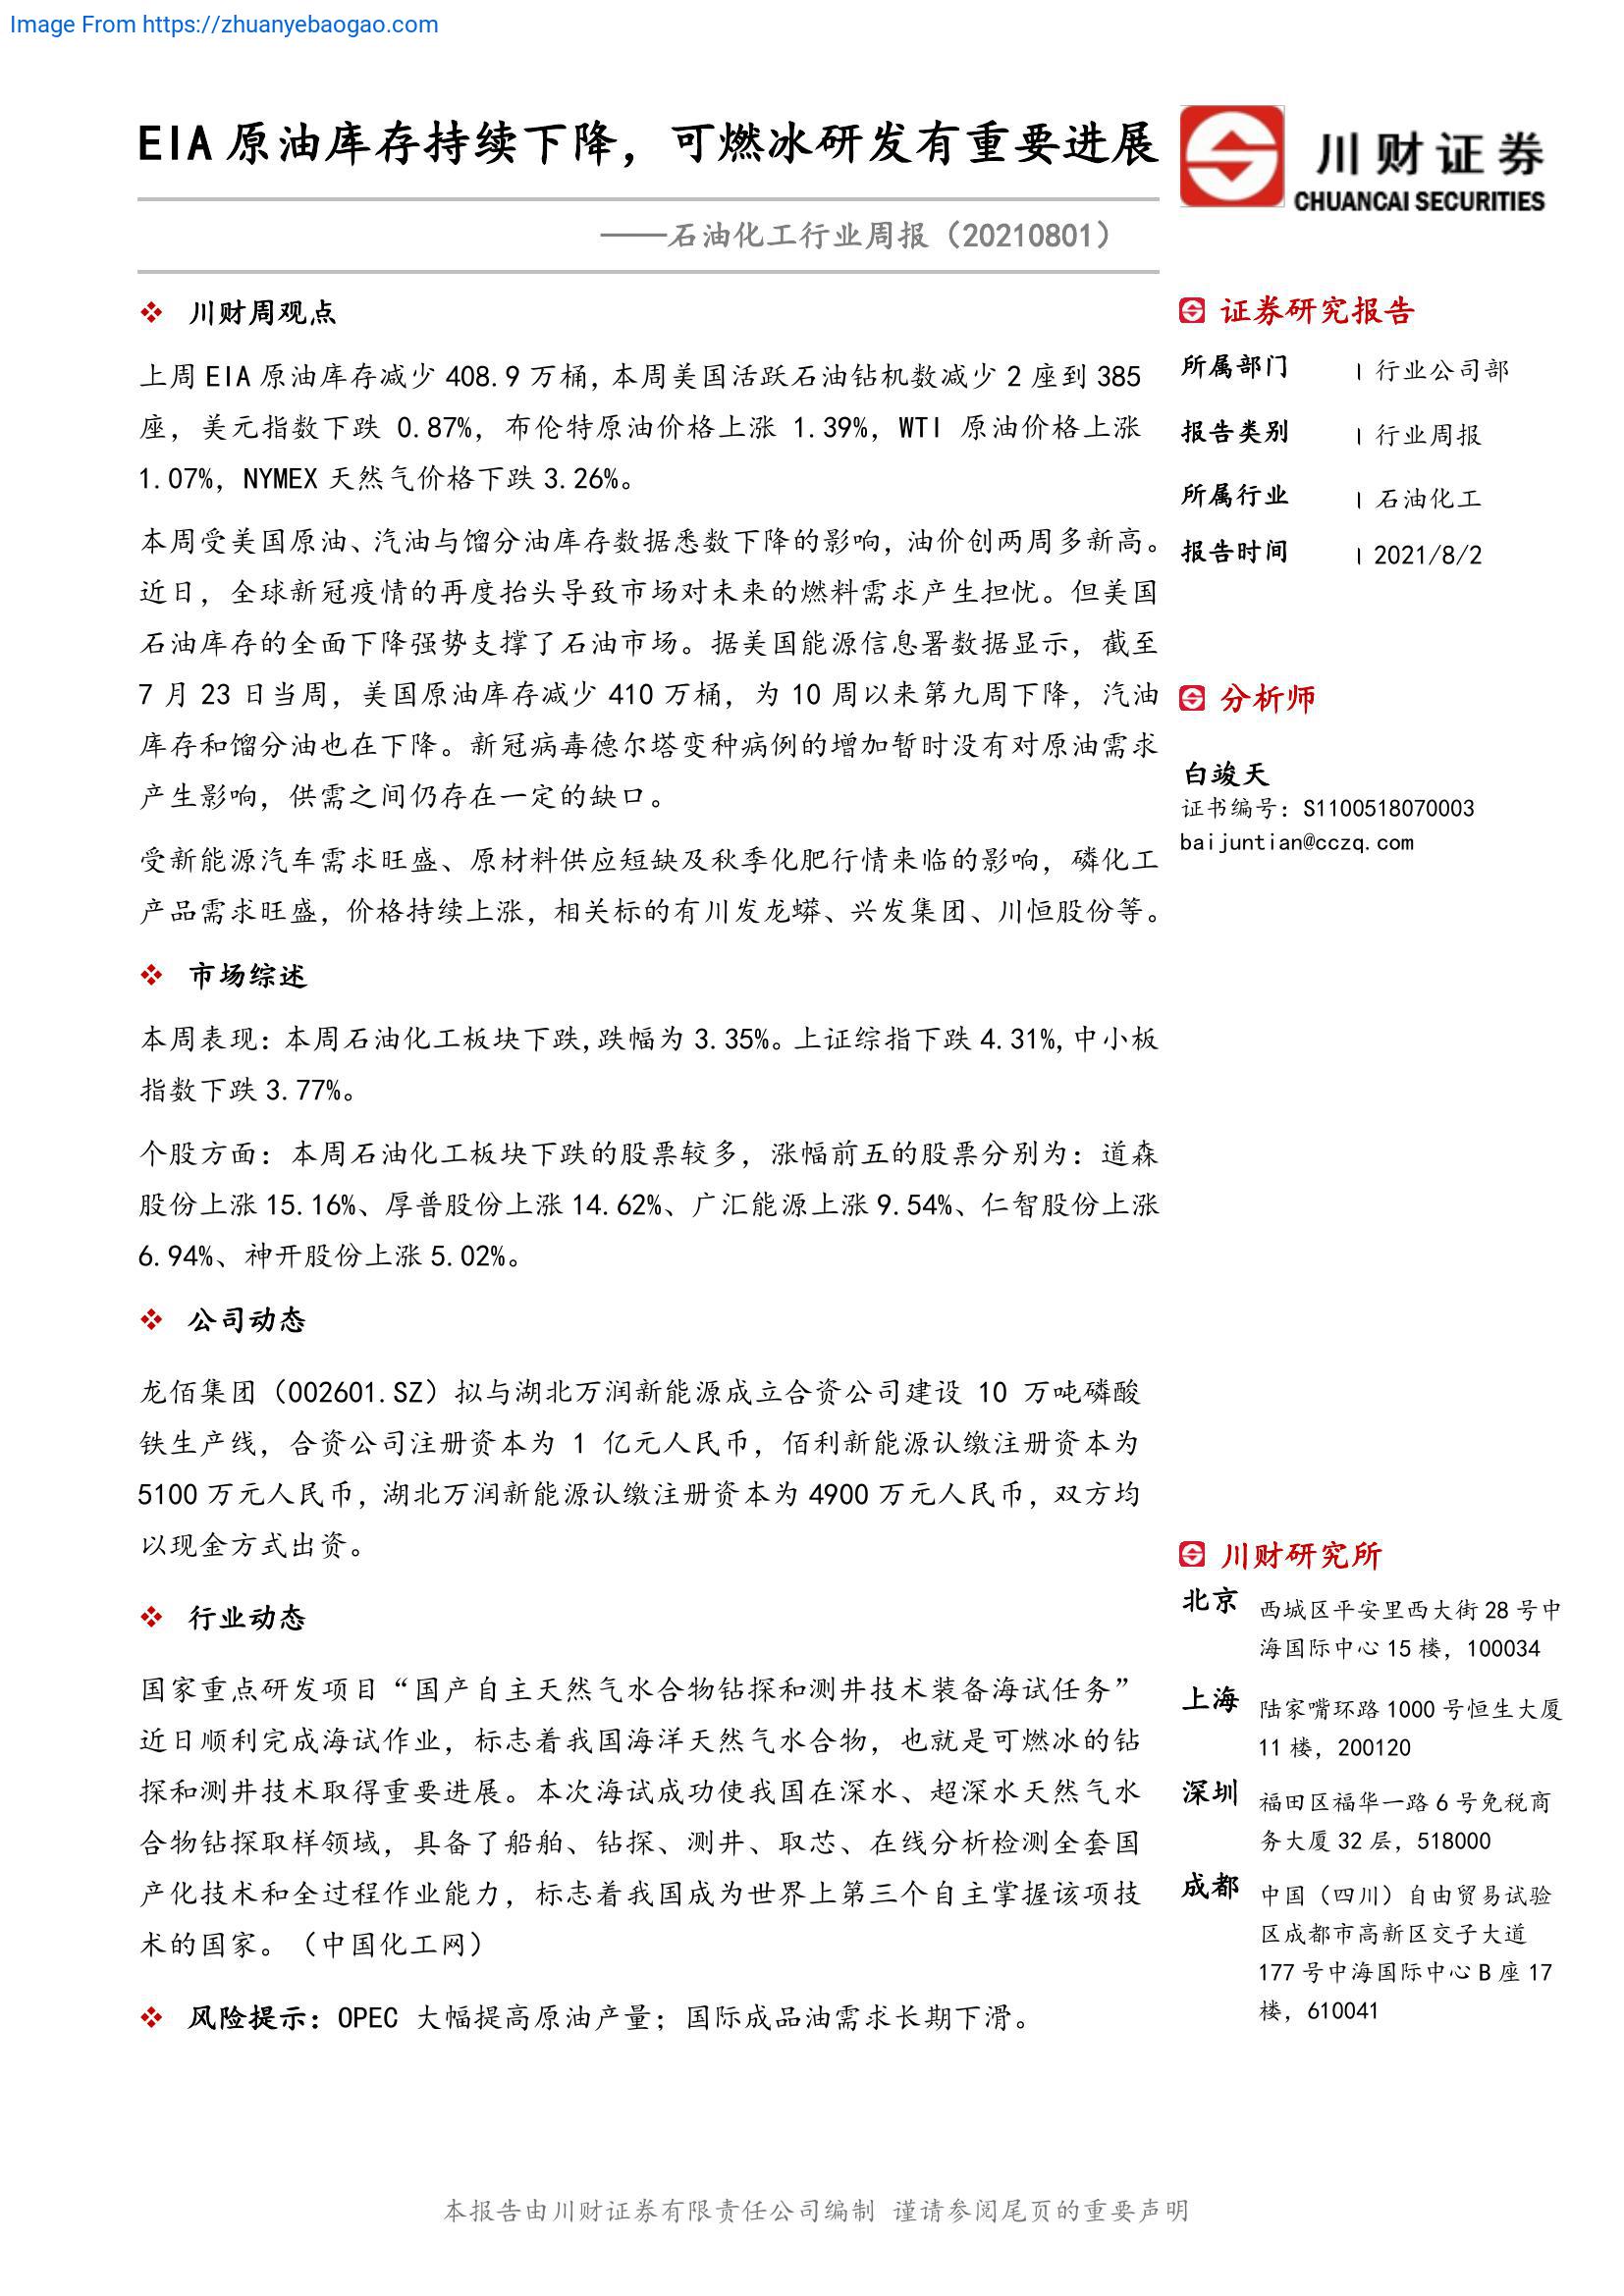 Image From https://zhuanyebaogao.com
EIA 原油库存持续下降，可燃冰研发有重要进展
——石油化工行业周报（20210801）
川财证券
CHUANCAI SECURITIES
川财周观点
上周 EIA 原油库存减少 408.9 万桶，本周美国活跃石油钻机数减少 2 座到 385
座，美元指数下跌 0.87%，布伦特原油价格上涨 1.39%，WTI 原油价格上涨
1.07%，NYMEX 天然气价格下跌 3.26%。
本周受美国原油、汽油与馏分油库存数据悉数下降的影响，油价创两周多新高。
近日，全球新冠疫情的再度抬头导致市场对未来的燃料需求产生担忧。但美国
石油库存的全面下降强势支撑了石油市场。据美国能源信息署数据显示，截至
7 月 23 日当周，美国原油库存减少 410 万桶，为 10 周以来第九周下降，汽油
库存和馏分油也在下降。新冠病毒德尔塔变种病例的增加暂时没有对原油需求
产生影响，供需之间仍存在一定的缺口。
受新能源汽车需求旺盛、原材料供应短缺及秋季化肥行情来临的影响，磷化工
产品需求旺盛，价格持续上涨，相关标的有川发龙蟒、兴发集团、川恒股份等。
市场综述
本周表现：本周石油化工板块下跌，跌幅为 3.35%。上证综指下跌 4.31%，中小板
指数下跌 3.77%。
个股方面：本周石油化工板块下跌的股票较多，涨幅前五的股票分别为：道森
股份上涨 15.16%、厚普股份上涨 14.62%、广汇能源上涨 9.54%、仁智股份上涨
6.94%、神开股份上涨 5.02%。
公司动态
龙佰集团（002601.SZ）拟与湖北万润新能源成立合资公司建设 10 万吨磷酸
铁生产线，合资公司注册资本为 1 亿元人民币，佰利新能源认缴注册资本为
5100 万元人民币，湖北万润新能源认缴注册资本为 4900 万元人民币，双方均
以现金方式出资。
行业动态
国家重点研发项目“国产自主天然气水合物钻探和测井技术装备海试任务”
近日顺利完成海试作业，标志着我国海洋天然气水合物，也就是可燃冰的钻
探和测井技术取得重要进展。本次海试成功使我国在深水、超深水天然气水
合物钻探取样领域，具备了船舶、钻探、测井、取芯、在线分析检测全套国
产化技术和全过程作业能力，标志着我国成为世界上第三个自主掌握该项技
术的国家。（中国化工网）
风险提示：OPEC 大幅提高原油产量；国际成品油需求长期下滑。
证券研究报告
所属部门 | 行业公司部
报告类别 | 行业周报
所属行业 | 石油化工
报告时间 | 2021/8/2
分析师
白竣天
证书编号：S1100518070003
baijuntian@cczq.com
川财研究所
北京 西城区平安里西大街 28 号中
海国际中心 15 楼，100034
上海 陆家嘴环路 1000 号恒生大厦
11 楼，200120
深圳 福田区福华一路 6 号免税商
务大厦 32 层，518000
成都 中国（四川）自由贸易试验
区成都市高新区交子大道
177 号中海国际中心 B 座 17
楼，610041
本报告由川财证券有限责任公司编制 谨请参阅尾页的重要声明